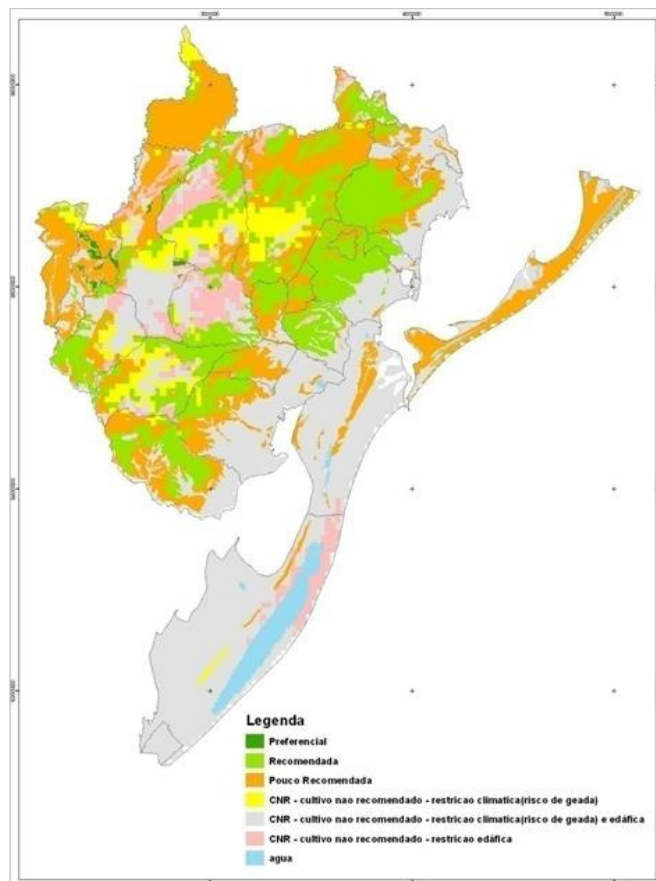 Legenda
Preferencial
Recomendada
Pouco Recomendada
CNR - cultivo nao recomendado - restricao climatica(risco de geada)
CNR - cultivo nao recomendado - restricao climatica(risco de geada) e edáfica
CNR - cultivo nao recomendado - restricao edáfica
agua